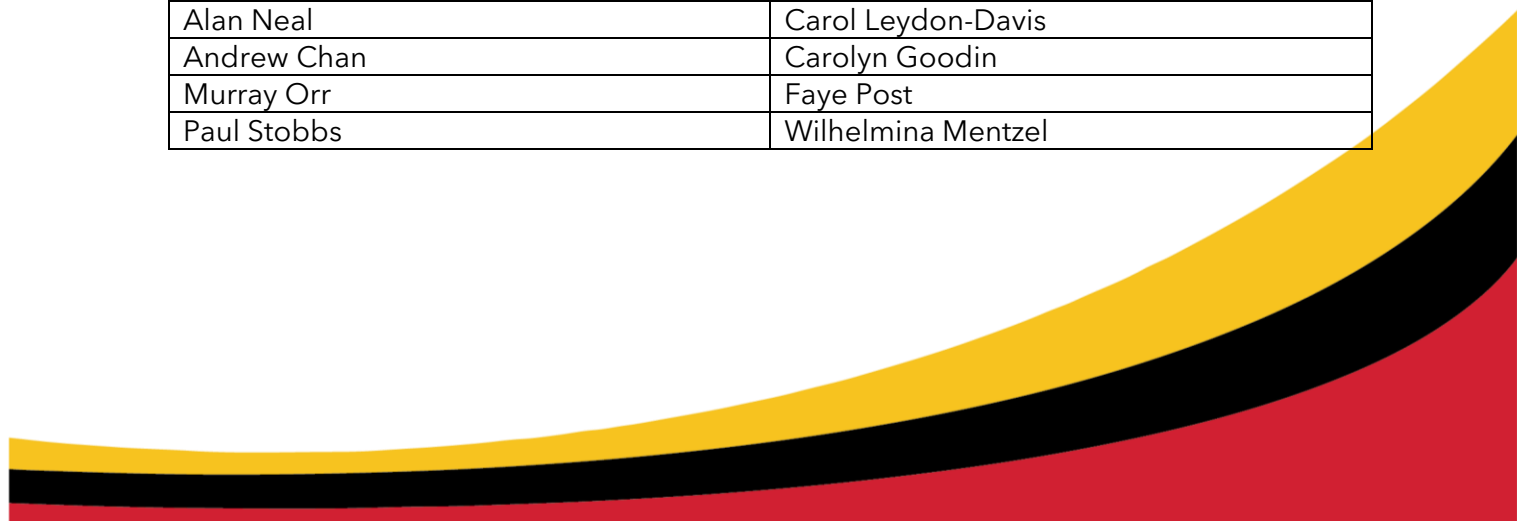 Alan Neal Carol Leydon-Davis
Andrew Chan Carolyn Goodin
Murray Orr Faye Post
Paul Stobbs Wilhelmina Mentzel